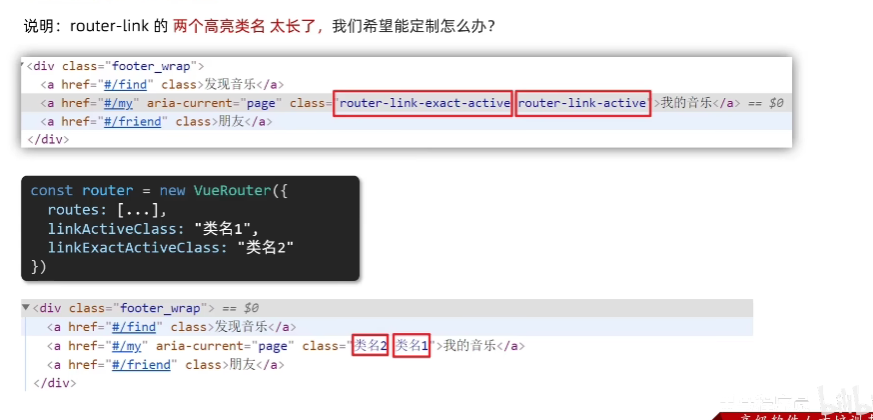 说明：router-link 的 两个高亮类名 太长了，我们希望能定制怎么办？
<div class="footer_wrap">
<a href="#/find" class>发现音乐</a>
<a href="#/my" aria-current="page" class="router-link-exact-active router-link-active">我的音乐</a> == $0
<a href="#/friend" class>朋友</a>
</div>
const router = new VueRouter({
routes: [...],
linkActiveClass: "类名1",
linkExactActiveClass: "类名2"
})
▼<div class="footer_wrap"> == $0
<a href="#/find" class>发现音乐</a>
<a href="#/my" aria-current="page" class="类名2 类名1">我的音乐</a>
<a href="#/friend" class>朋友</a>
</div>